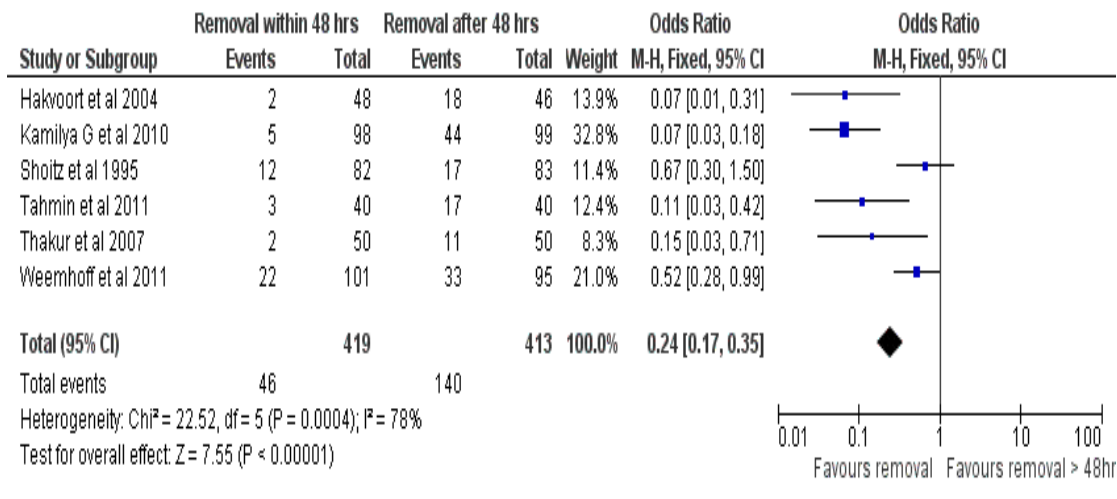 Removal within 48 hrs Removal after 48 hrs Odds Ratio Odds Ratio
Study or Subgroup Events Total Events Total Weight M-H, Fixed, 95% CI M-H, Fixed, 95% CI
Hakvoort et al 2004 2 48 18 46 13.9% 0.07 [0.01, 0.31]
Kamilya G et al 2010 5 98 44 99 32.8% 0.07 [0.03, 0.18]
Shoitz et al 1995 12 82 17 83 11.4% 0.67 [0.30, 1.50]
Tahmin et al 2011 3 40 17 40 12.4% 0.11 [0.03, 0.42]
Thakur et al 2007 2 50 11 50 8.3% 0.15 [0.03, 0.71]
Weemhoff et al 2011 22 101 33 95 21.0% 0.52 [0.28, 0.99]
Total (95% CI) 419 413 100.0% 0.24 [0.17, 0.35]
Total events 46 140
Heterogeneity: Chi² = 22.52, df = 5 (P = 0.0004); I² = 78%
Test for overall effect: Z = 7.55 (P < 0.00001)
0.01 0.1 1 10 100
Favours removal Favours removal > 48hr